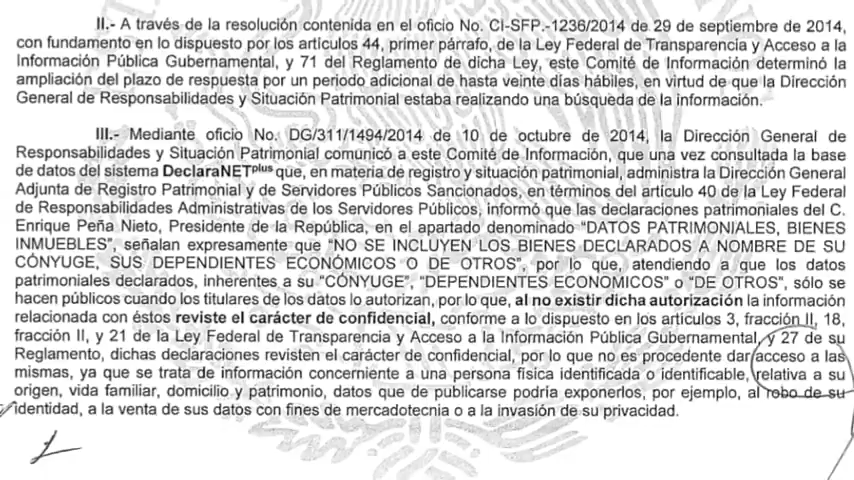 II.- A través de la resolución contenida en el oficio No. CI-SFP.-1236/2014 de 29 de septiembre de 2014,
con fundamento en lo dispuesto por los artículos 44, primer párrafo, de la Ley Federal de Transparencia y Acceso a la
Información Pública Gubernamental, y 71 del Reglamento de dicha Ley, este Comité de Información determinó la
ampliación del plazo de respuesta por un periodo adicional de hasta veinte días hábiles, en virtud de que la Dirección
General de Responsabilidades y Situación Patrimonial estaba realizando una búsqueda de la información.
III.- Mediante oficio No. DG/311/1494/2014 de 10 de octubre de 2014, la Dirección General de
Responsabilidades y Situación Patrimonial comunicó a este Comité de Información, que una vez consultada la base
de datos del sistema DeclaraNETplus que, en materia de registro y situación patrimonial, administra la Dirección General
Adjunta de Registro Patrimonial y de Servidores Públicos Sancionados, en términos del artículo 40 de la Ley Federal
de Responsabilidades Administrativas de los Servidores Públicos, informó que las declaraciones patrimoniales del C.
Enrique Peña Nieto, Presidente de la República, en el apartado denominado "DATOS PATRIMONIALES, BIENES
INMUEBLES", señalan expresamente que "NO SE INCLUYEN LOS BIENES DECLARADOS A NOMBRE DE SU
CÓNYUGE, SUS DEPENDIENTES ECONÓMICOS O DE OTROS", por lo que, atendiendo a que los datos
patrimoniales declarados, inherentes a su "CÓNYUGE", "DEPENDIENTES ECONÓMICOS" o "DE OTROS", sólo se
hacen públicos cuando los titulares de los datos lo autorizan, por lo que, al no existir dicha autorización la información
relacionada con éstos reviste el carácter de confidencial, conforme a lo dispuesto en los artículos 3, fracción II, 18,
fracción II, y 21 de la Ley Federal de Transparencia y Acceso a la Información Pública Gubernamental, y 27 de su
Reglamento, dichas declaraciones revisten el carácter de confidencial, por lo que no es procedente dar acceso a las
mismas, ya que se trata de información concerniente a una persona física identificada o identificable, relativa a su
origen, vida familiar, domicilio y patrimonio, datos que de publicarse podría exponerlos, por ejemplo, al robo de su
identidad, a la venta de sus datos con fines de mercadotecnia o a la invasión de su privacidad.